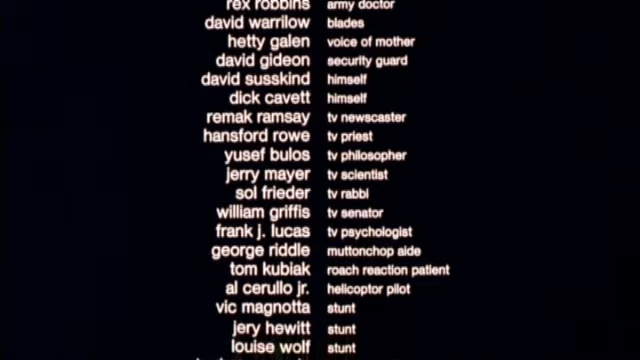 rex robbins army doctor
david warrilow blades
hetty galen voice of mother
david gideon security guard
david susskind himself
dick cavett himself
remak ramsay tv newscaster
hansford rowe tv priest
yusef bulos tv philosopher
jerry mayer tv scientist
sol frieder tv rabbi
william griffis tv senator
frank j. lucas tv psychologist
george riddle muttonchop aide
tom kubiak roach reaction patient
al cerullo jr. helicoptor pilot
vic magnotta stunt
jery hewitt stunt
louise wolf stunt